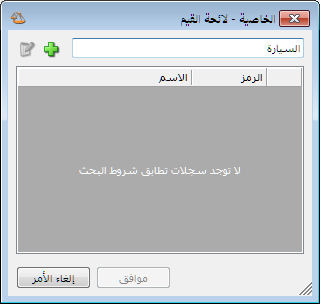 الخاصية - لائحة القيم
السيارة
الرمز الاسم
لا توجد سجلات تطابق شروط البحث
موافق إلغاء الأمر